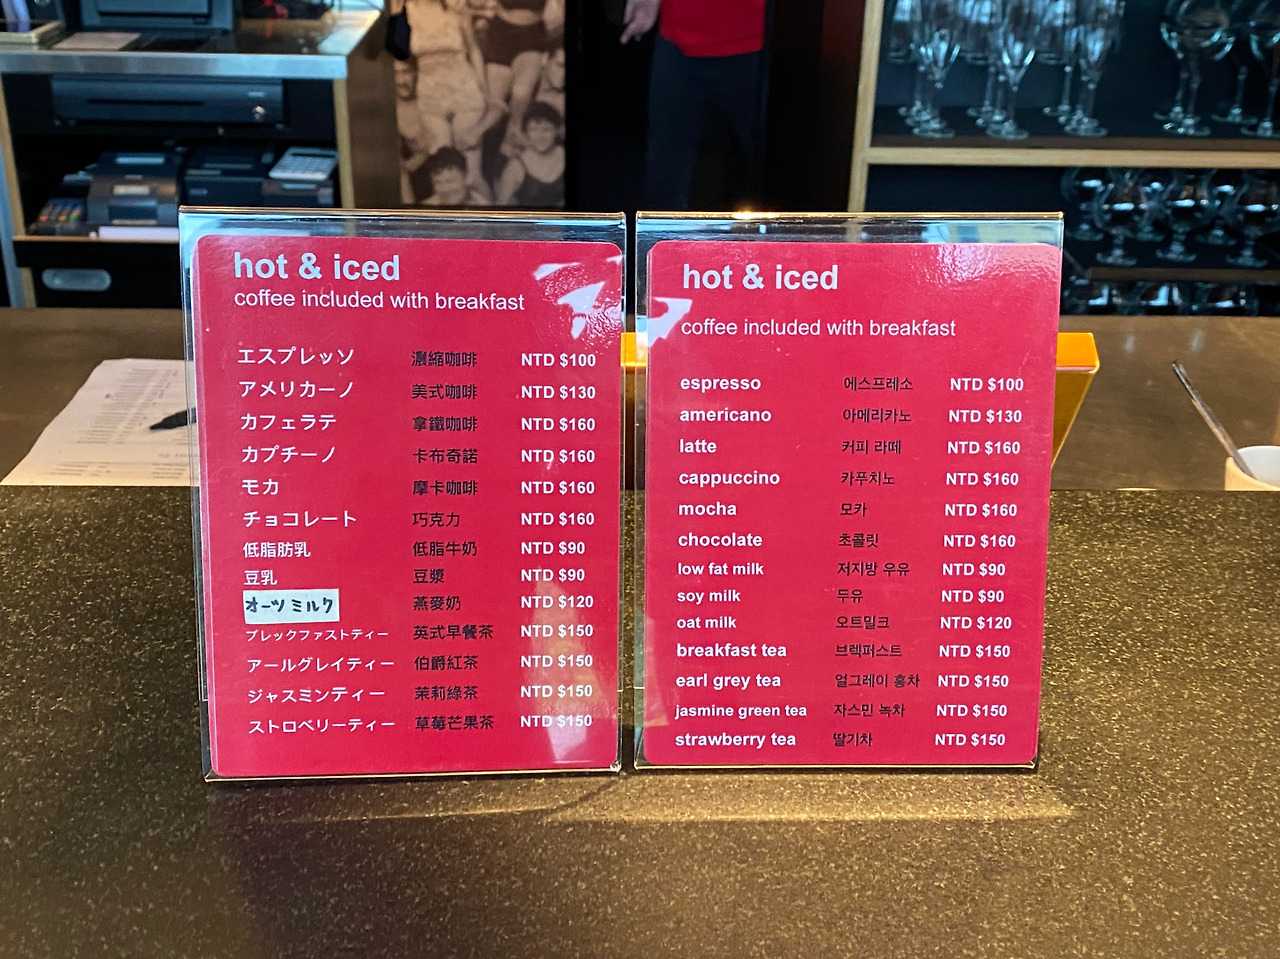 hot & iced
coffee included with breakfast
エスプレッソ 濃縮咖啡 NTD $100
アメリカーノ 美式咖啡 NTD $130
カフェラテ 拿鐵咖啡 NTD $160
カプチーノ 卡布奇諾 NTD $160
モカ 摩卡咖啡 NTD $160
チョコレート 巧克力 NTD $160
低脂肪乳 低脂牛奶 NTD $90
豆乳 豆漿 NTD $90
オーツミルク 燕麥奶 NTD $120
ブレックファストティー 英式早餐茶 NTD $150
アールグレイティー 伯爵紅茶 NTD $150
ジャスミンティー 茉莉綠茶 NTD $150
ストロベリーティー 草莓芒果茶 NTD $150
hot & iced
coffee included with breakfast
espresso 에스프레소 NTD $100
americano 아메리카노 NTD $130
latte 커피 라떼 NTD $160
cappuccino 카푸치노 NTD $160
mocha 모카 NTD $160
chocolate 초콜릿 NTD $160
low fat milk 저지방 우유 NTD $90
soy milk 두유 NTD $90
oat milk 오트밀크 NTD $120
breakfast tea 브렉퍼스트 NTD $150
earl grey tea 얼그레이 홍차 NTD $150
jasmine green tea 자스민 녹차 NTD $150
strawberry tea 딸기차 NTD $150